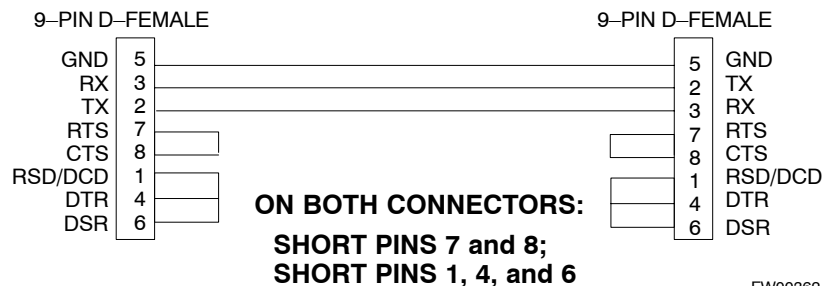 9–PIN D–FEMALE 9–PIN D–FEMALE
GND 5 5 GND
RX 3 2 TX
TX 2 3 RX
RTS 7 7 RTS
CTS 8 8 CTS
RSD/DCD 1 1 RSD/DCD
DTR 4 4 DTR
DSR 6 6 DSR
ON BOTH CONNECTORS:
SHORT PINS 7 and 8;
SHORT PINS 1, 4, and 6